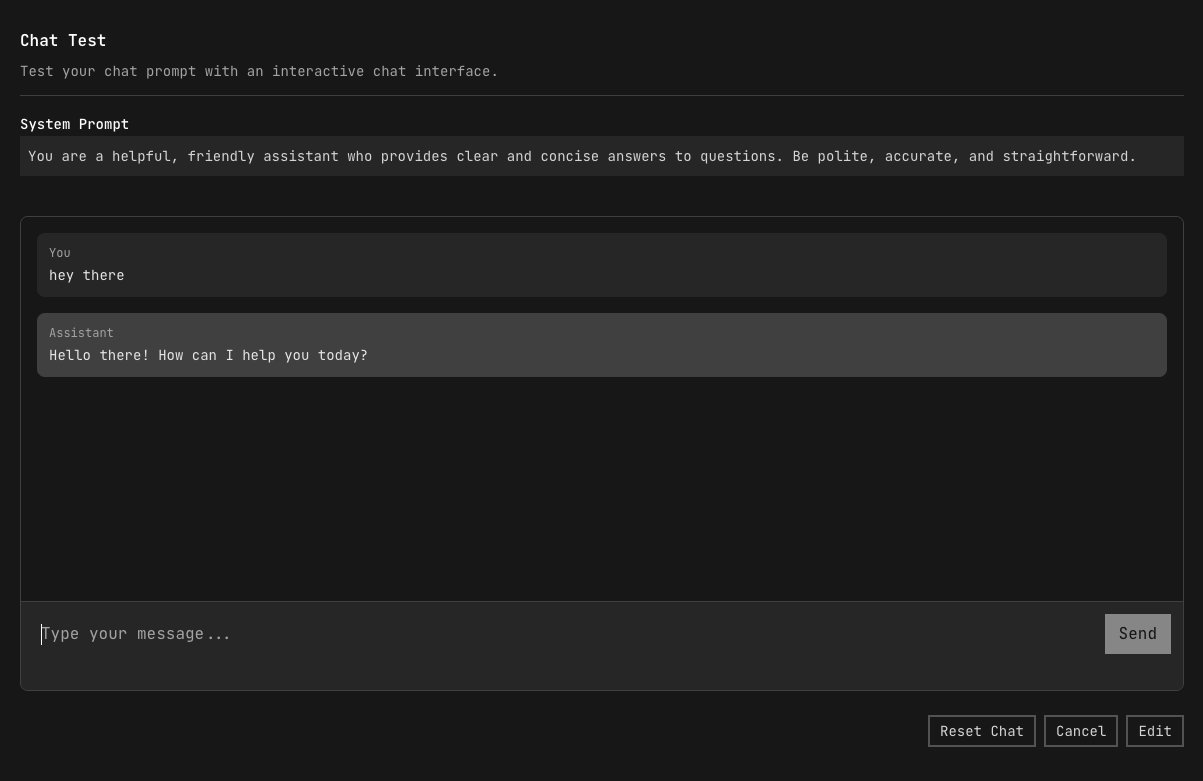 Chat Test
Test your chat prompt with an interactive chat interface.
System Prompt
You are a helpful, friendly assistant who provides clear and concise answers to questions. Be polite, accurate, and straightforward.
You
hey there
Assistant
Hello there! How can I help you today?
Type your message...
Send
Reset Chat
Cancel
Edit